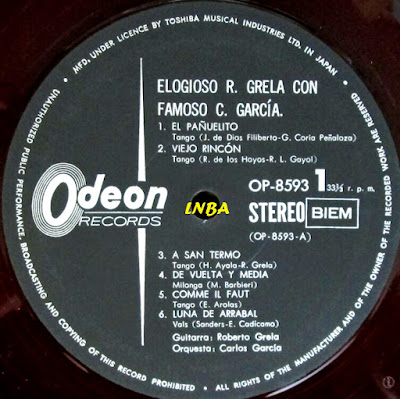 MFD. UNDER LICENCE BY TOSHIBA MUSICAL INDUSTRIES LTD. IN JAPAN
ELOGIOSO R. GRELA CON
FAMOSO C. GARCÍA.
1. EL PAÑUELITO
Tango (J. de Dios Filiberto-G. Coria Peñaloza)
2. VIEJO RINCÓN
Tango (R. de los Hoyos-R. L. Gayol)
OP-8593 1 33⅓ r. p. m.
Odeon
RECORDS
LNBA
STEREO BIEM
(OP-8593-A)
3. A SAN TERMO
Tango (H. Ayala-R. Grela)
4. DE VUELTA Y MEDIA
Milonga (M. Barbieri)
5. COMME IL FAUT
Tango (E. Arolas)
6. LUNA DE ARRABAL
Vals (Sanders-E. Cadícamo)
Guitarra: Roberto Grela
Orquesta: Carlos García
UNAUTHORIZED PUBLIC PERFORMANCE, BROADCASTING AND COPYING OF THIS RECORD PROHIBITED • ALL RIGHTS OF THE MANUFACTURER AND OF THE OWNER OF THE RECORDED WORK ARE RESERVED